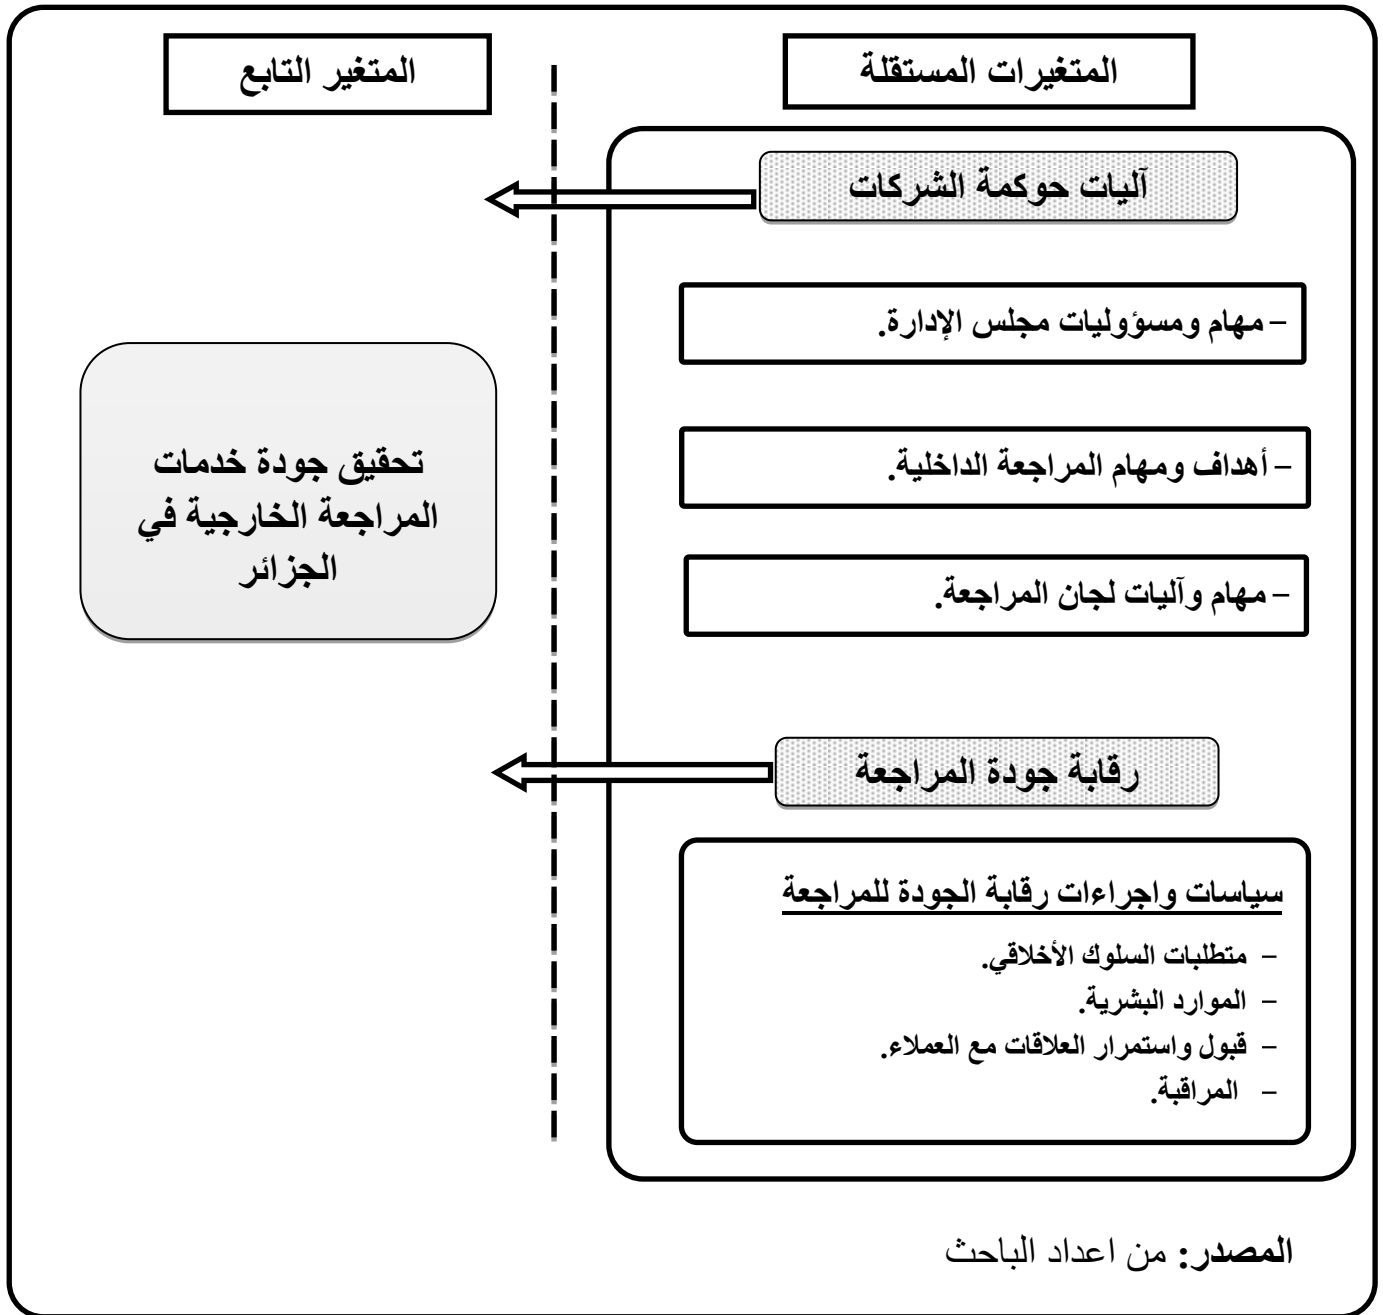 المتغيرات المستقلة
المتغير التابع
آليات حوكمة الشركات
– مهام ومسؤوليات مجلس الإدارة.
– أهداف ومهام المراجعة الداخلية.
– مهام وآليات لجان المراجعة.
رقابة جودة المراجعة
سياسات واجراءات رقابة الجودة للمراجعة
– متطلبات السلوك الأخلاقي.
– الموارد البشرية.
– قبول واستمرار العلاقات مع العملاء.
– المراقبة.
تحقيق جودة خدمات
المراجعة الخارجية في
الجزائر
المصدر: من اعداد الباحث